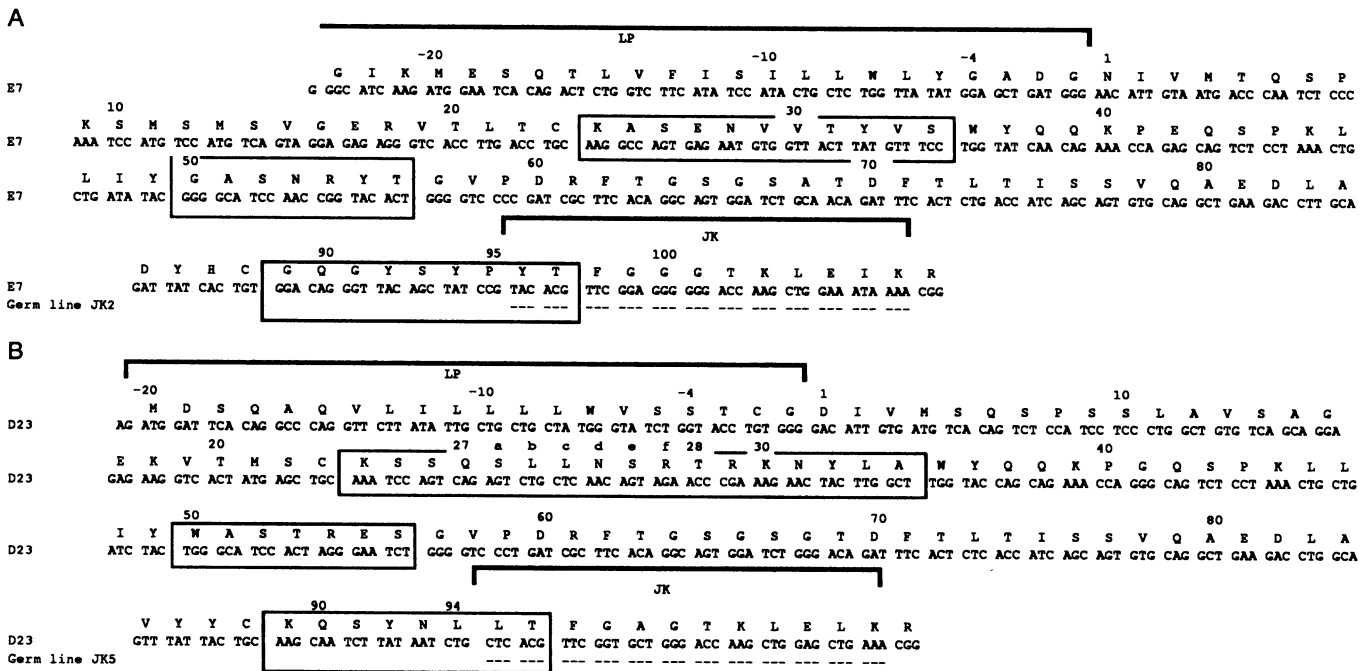 A
LP
-20 -10 -4 1
G I K M E S Q T L V F I S I L L W L Y G A D G N I V M T Q S P
E7 G GGC ATC AAG ATG GAA TCA CAG ACT CTG GTC TTC ATA TCC ATA CTG CTC TGG TTA TAT GGA GCT GAT GGG AAC ATT GTA ATG ACC CAA TCT CCC
10 20 30 40
K S M S M S V G E R V T L T C K A S E N V V T Y V S W Y Q Q K P E Q S P K L
E7 AAA TCC ATG TCC ATG TCA GTA GGA GAG AGG GTC ACC TTG ACC TGC AAG GCC AGT GAG AAT GTG GTT ACT TAT GTT TCC TGG TAT CAA CAG AAA CCA GAG CAG TCT CCT AAA CTG
50 60 70 80
L I Y G A S N R Y T G V P D R F T G S G S A T D F T L T I S S V Q A E D L A
E7 CTG ATA TAC GGG GCA TCC AAC CGG TAC ACT GGG GTC CCC GAT CGC TTC ACA GGC AGT GGA TCT GCA ACA GAT TTC ACT CTG ACC ATC AGC AGT GTG CAG GCT GAA GAC CTT GCA
JK
90 95 100
D Y H C G Q G Y S Y P Y T F G G G T K L E I K R
E7 GAT TAT CAC TGT GGA CAG GGT TAC AGC TAT CCG TAC ACG TTC GGA GGG GGG ACC AAG CTG GAA ATA AAA CGG
Germ line JK2 --- --- --- --- --- --- --- --- --- --- --- ---
B
LP
-20 -10 -4 1 10
M D S Q A Q V L I L L L L W V S S T C G D I V M S Q S P S S L A V S A G
D23 AG ATG GAT TCA CAG GCC CAG GTT CTT ATA TTG CTG CTG CTA TGG GTA TCT GGT ACC TGT GGG GAC ATT GTG ATG TCA CAG TCT CCA TCC TCC CTG GCT GTG TCA GCA GGA
20 27 a b c d e f 28 30 40
E K V T M S C K S S Q S L L N S R T R K N Y L A W Y Q Q K P G Q S P K L L
D23 GAG AAG GTC ACT ATG AGC TGC AAA TCC AGT CAG AGT CTG CTC AAC AGT AGA ACC CGA AAG AAC TAC TTG GCT TGG TAC CAG CAG AAA CCA GGG CAG TCT CCT AAA CTG CTG
50 60 70 80
I Y W A S T R E S G V P D R F T G S G S G T D F T L T I S S V Q A E D L A
D23 ATC TAC TGG GCA TCC ACT AGG GAA TCT GGG GTC CCT GAT CGC TTC ACA GGC AGT GGA TCT GGG ACA GAT TTC ACT CTC ACC ATC AGC AGT GTG CAG GCT GAA GAC CTG GCA
JK
90 94
V Y Y C K Q S Y N L L T F G A G T K L E L K R
D23 GTT TAT TAC TGC AAG CAA TCT TAT AAT CTG CTC ACG TTC GGT GCT GGG ACC AAG CTG GAG CTG AAA CGG
Germ line JK5 --- --- --- --- --- --- --- --- --- --- --- ---